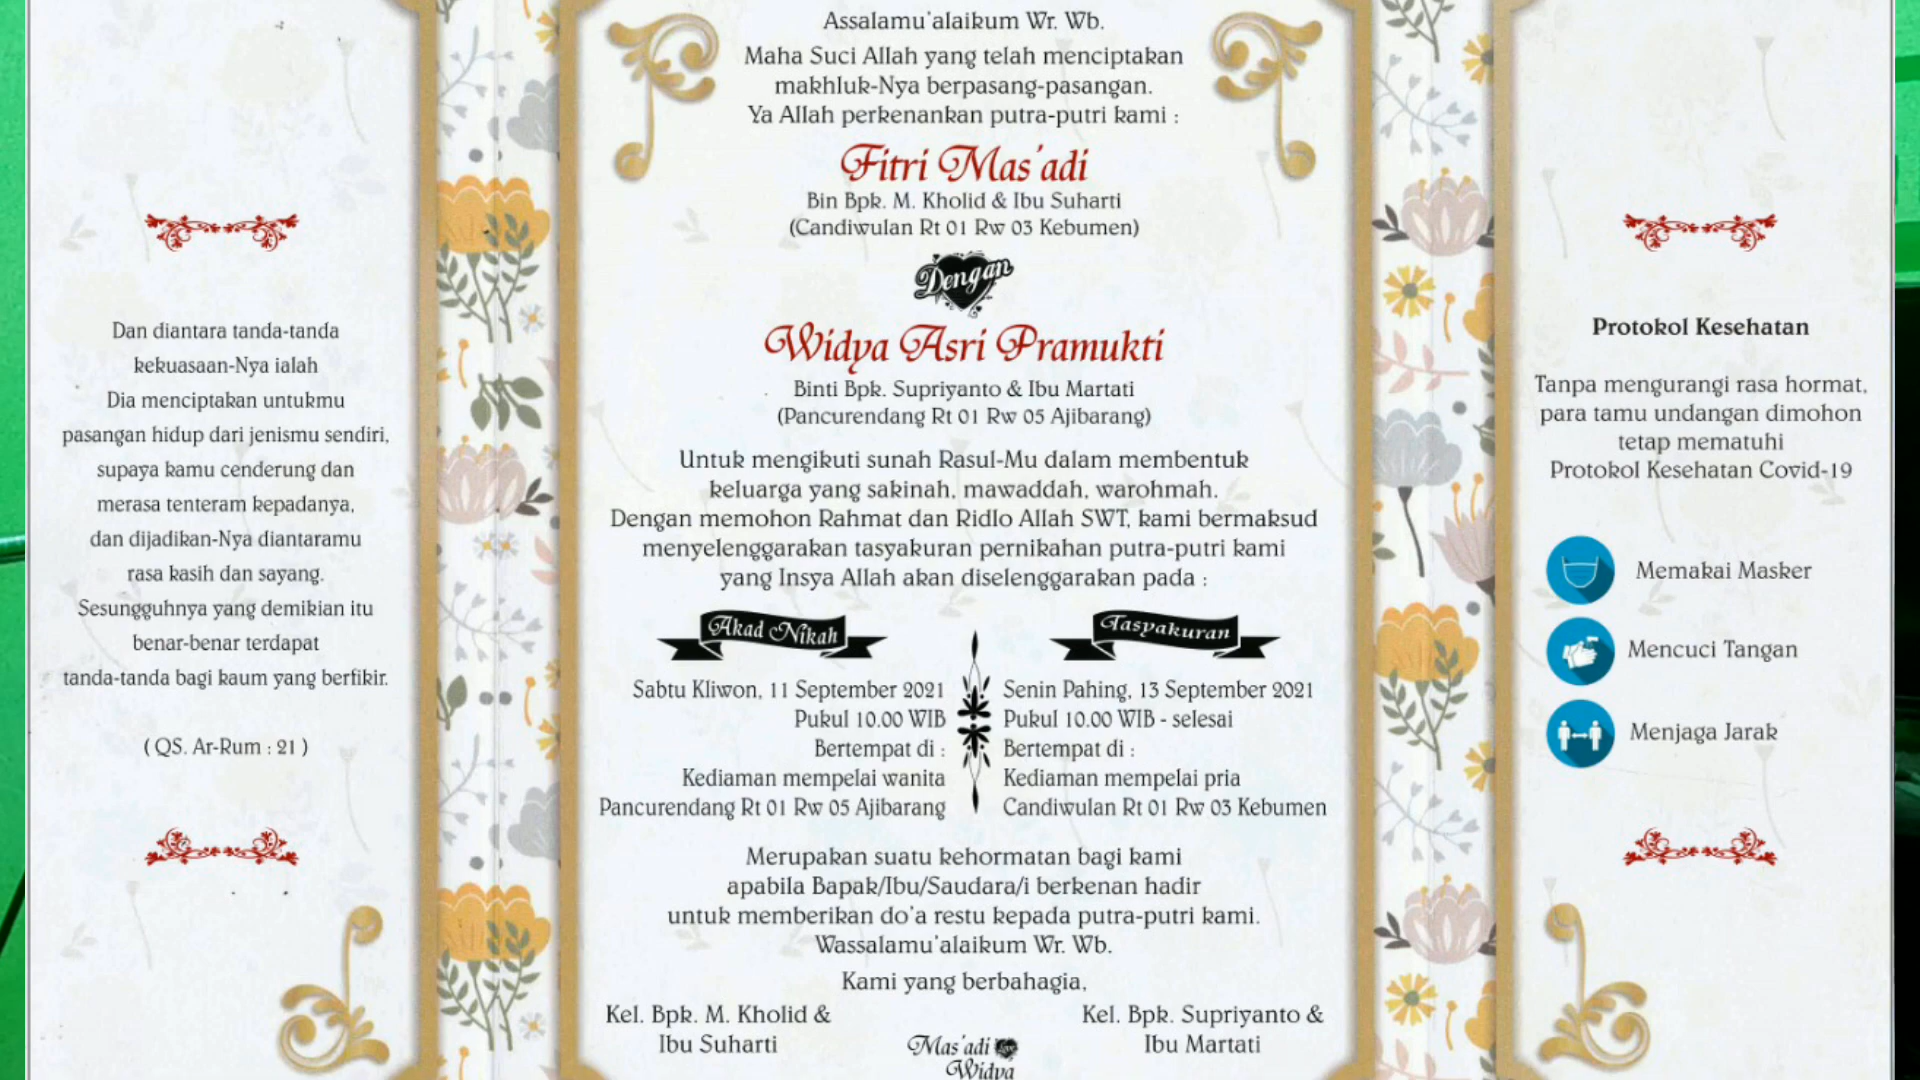 Dan diantara tanda-tanda
kekuasaan-Nya ialah
Dia menciptakan untukmu
pasangan hidup dari jenismu sendiri,
supaya kamu cenderung dan
merasa tenteram kepadanya,
dan dijadikan-Nya diantaramu
rasa kasih dan sayang.
Sesungguhnya yang demikian itu
benar-benar terdapat
tanda-tanda bagi kaum yang berfikir.
( QS. Ar-Rum : 21 )
Assalamu'alaikum Wr. Wb.
Maha Suci Allah yang telah menciptakan
makhluk-Nya berpasang-pasangan.
Ya Allah perkenankan putra-putri kami :
Fitri Mas'adi
Bin Bpk. M. Kholid & Ibu Suharti
(Candiwulan Rt 01 Rw 03 Kebumen)
Dengan
Widya Asri Pramukti
Binti Bpk. Supriyanto & Ibu Martati
(Pancurendang Rt 01 Rw 05 Ajibarang)
Untuk mengikuti sunah Rasul-Mu dalam membentuk
keluarga yang sakinah, mawaddah, warohmah.
Dengan memohon Rahmat dan Ridlo Allah SWT, kami bermaksud
menyelenggarakan tasyakuran pernikahan putra-putri kami
yang Insya Allah akan diselenggarakan pada :
Akad Nikah
Sabtu Kliwon, 11 September 2021
Pukul 10.00 WIB
Bertempat di :
Kediaman mempelai wanita
Pancurendang Rt 01 Rw 05 Ajibarang
Tasyakuran
Senin Pahing, 13 September 2021
Pukul 10.00 WIB - selesai
Bertempat di :
Kediaman mempelai pria
Candiwulan Rt 01 Rw 03 Kebumen
Merupakan suatu kehormatan bagi kami
apabila Bapak/Ibu/Saudara/i berkenan hadir
untuk memberikan do'a restu kepada putra-putri kami.
Wassalamu'alaikum Wr. Wb.
Kami yang berbahagia,
Kel. Bpk. M. Kholid &
Ibu Suharti
Kel. Bpk. Supriyanto &
Ibu Martati
Mas'adi
Widya
Protokol Kesehatan
Tanpa mengurangi rasa hormat,
para tamu undangan dimohon
tetap mematuhi
Protokol Kesehatan Covid-19
Memakai Masker
Mencuci Tangan
Menjaga Jarak